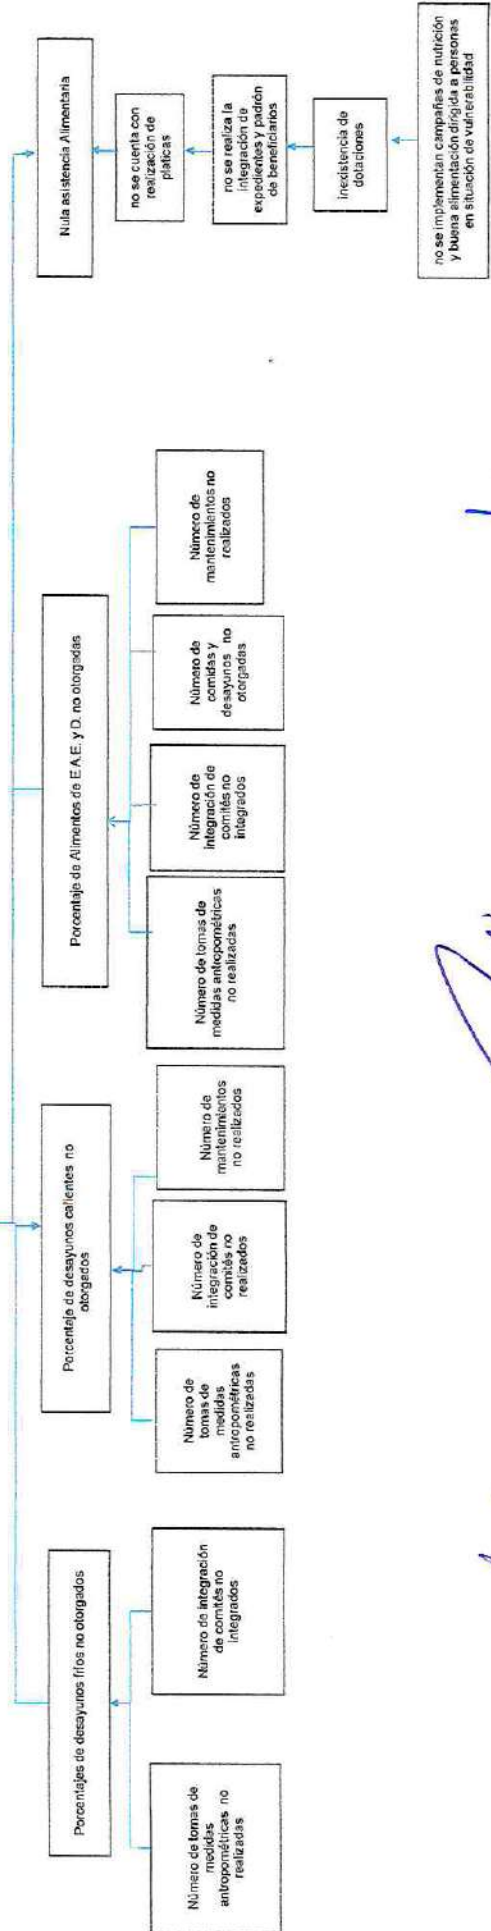 Porcentajes de desayunos fríos no otorgados
Número de tomas de
medidas
antropométricas no
realizadas
Número de integración
de comités no
integrados
Porcentaje de desayunos calientes no
otorgados
Número de
tomas de
medidas
antropométricas
no realizadas
Número de
integración de
comités no
realizados
Número de
mantenimientos
no realizados
Porcentaje de Alimentos de E.A.E. y D. no otorgadas
Número de tomas de
medidas antropométricas
no realizadas
Número de
integración de
comités no
integrados
Número de
comidas y
desayunos no
otorgadas
Número de
mantenimientos no
realizados
Nula asistencia Alimentaria
no se cuenta con
realización de
platicas
no se realiza la
integración de
expedientes y padrón
de beneficiarios
inexistencia de
dotaciones
no se implementan campañas de nutrición
y buena alimentación dirigida a personas
en situación de vulnerabilidad